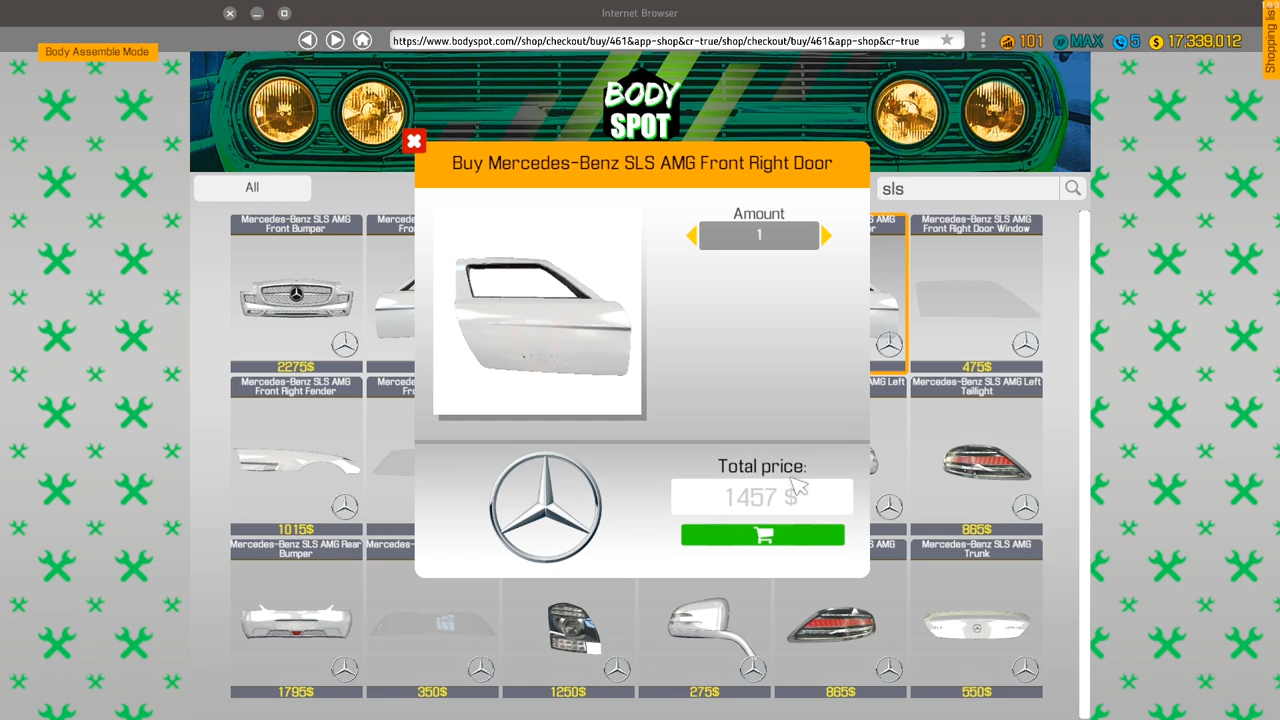 Internet Browser
Body Assemble Mode
https://www.bodyspot.com//shop/checkout/buy/461&app-shop&cr-true/shop/checkout/buy/461&app-shop&cr-true
101
XP MAX
5
$ 17,339,012
Shopping list
BODY
SPOT
Buy Mercedes-Benz SLS AMG Front Right Door
All
sls
Amount
1
Mercedes-Benz SLS AMG
Front Bumper
Mercedes-Benz SLS AMG
Front Right Door Window
2275$
475$
Mercedes-Benz SLS AMG
Front Right Fender
AMG Left
Mercedes-Benz SLS AMG Left
Taillight
Total price:
1457 $
1015$
865$
Mercedes-Benz SLS AMG Rear
Bumper
AMG
Mercedes-Benz SLS AMG
Trunk
1795$
350$
1250$
275$
865$
550$